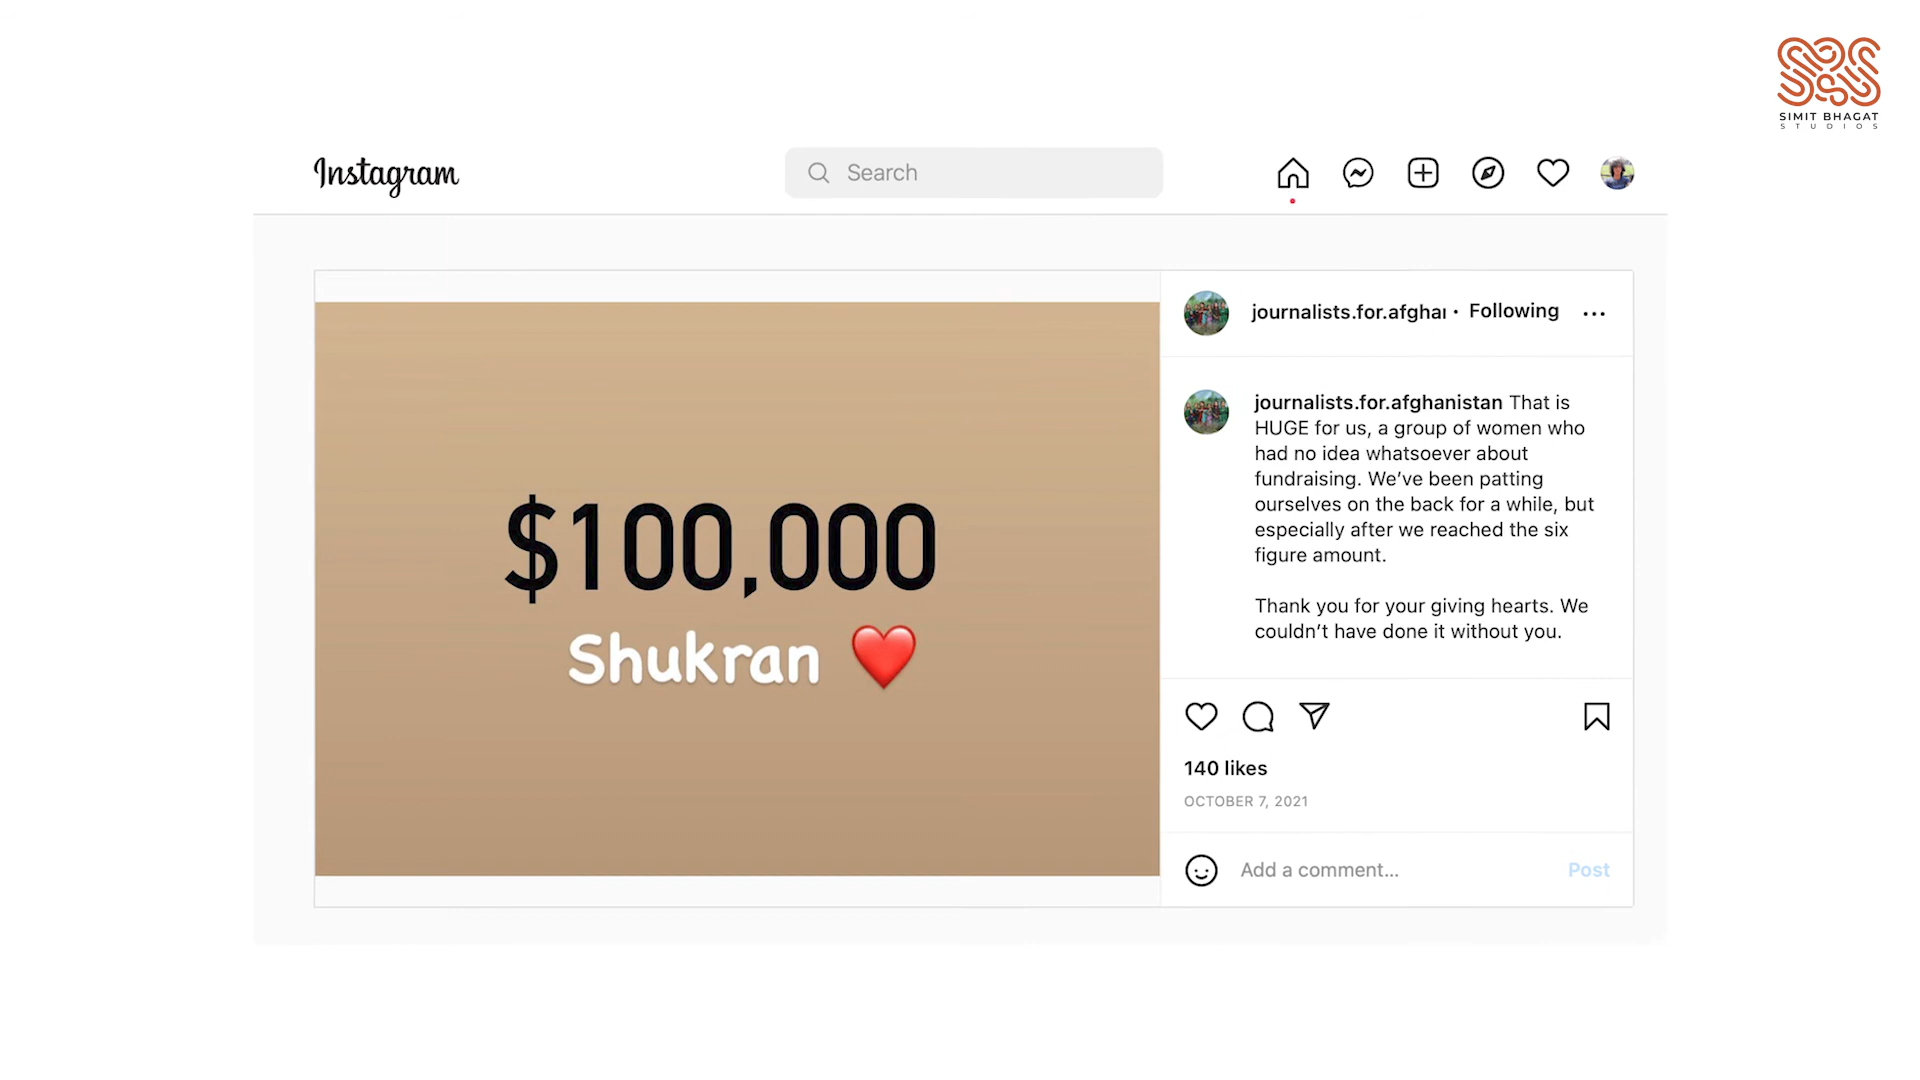 SIMIT BHAGAT
STUDIOS
Instagram
Search
$100,000
Shukran ❤️
journalists.for.afghai • Following
journalists.for.afghanistan That is
HUGE for us, a group of women who
had no idea whatsoever about
fundraising. We’ve been patting
ourselves on the back for a while, but
especially after we reached the six
figure amount.
Thank you for your giving hearts. We
couldn’t have done it without you.
140 likes
OCTOBER 7, 2021
Add a comment...
Post